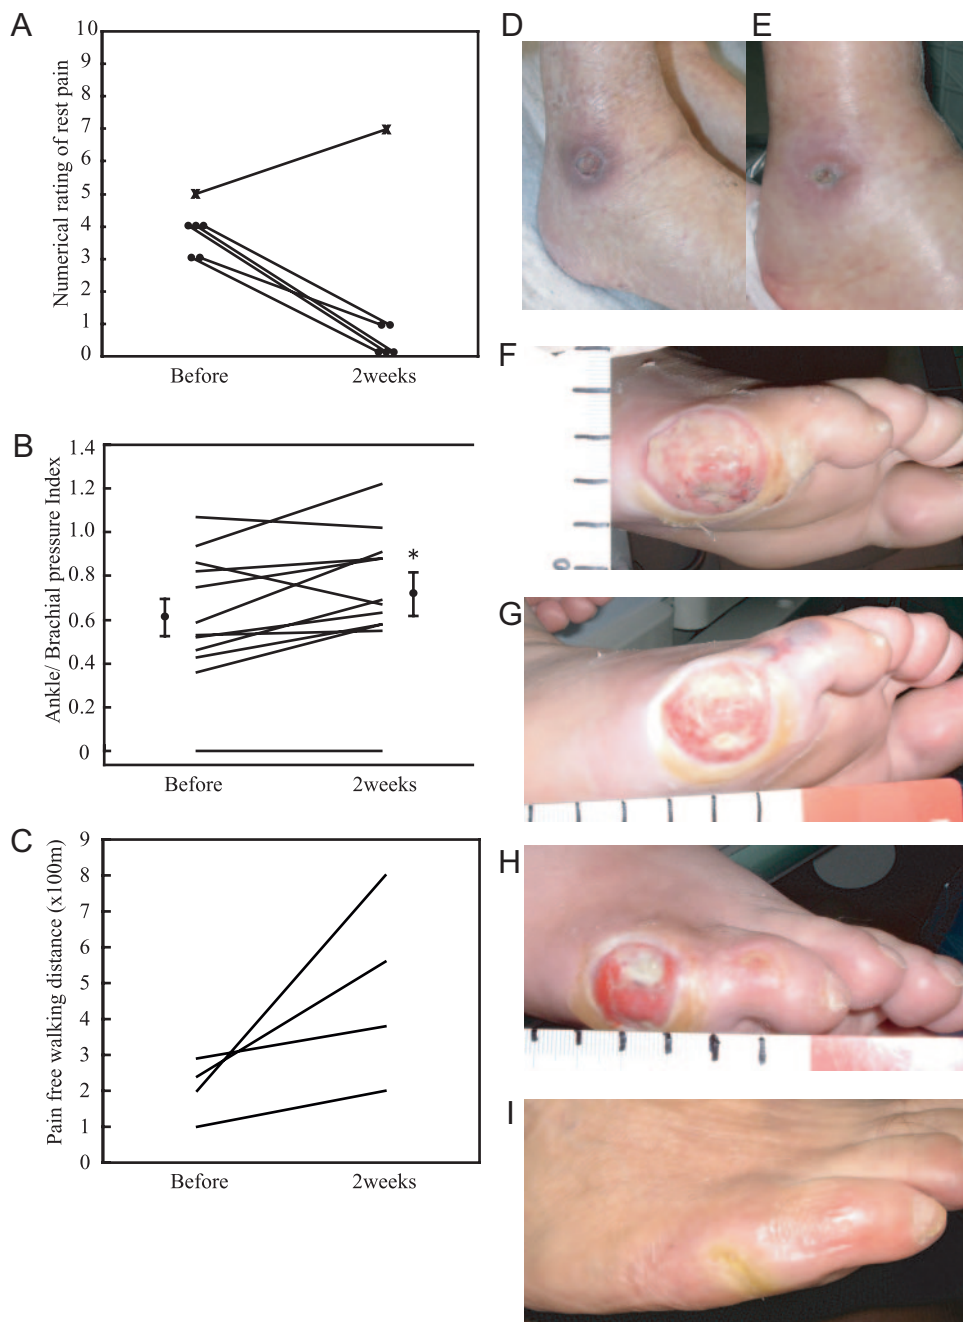 A
10
9
8
7
6
5
4
3
2
1
0
Numerical rating of rest pain
Before
2weeks
B
1.4
1.2
1.0
0.8
0.6
0.4
0.2
0
Ankle/ Brachial pressure Index
*
Before
2weeks
C
9
8
7
6
5
4
3
2
1
0
Pain free walking distance (x100m)
Before
2weeks
D
E
F
0
G
H
I